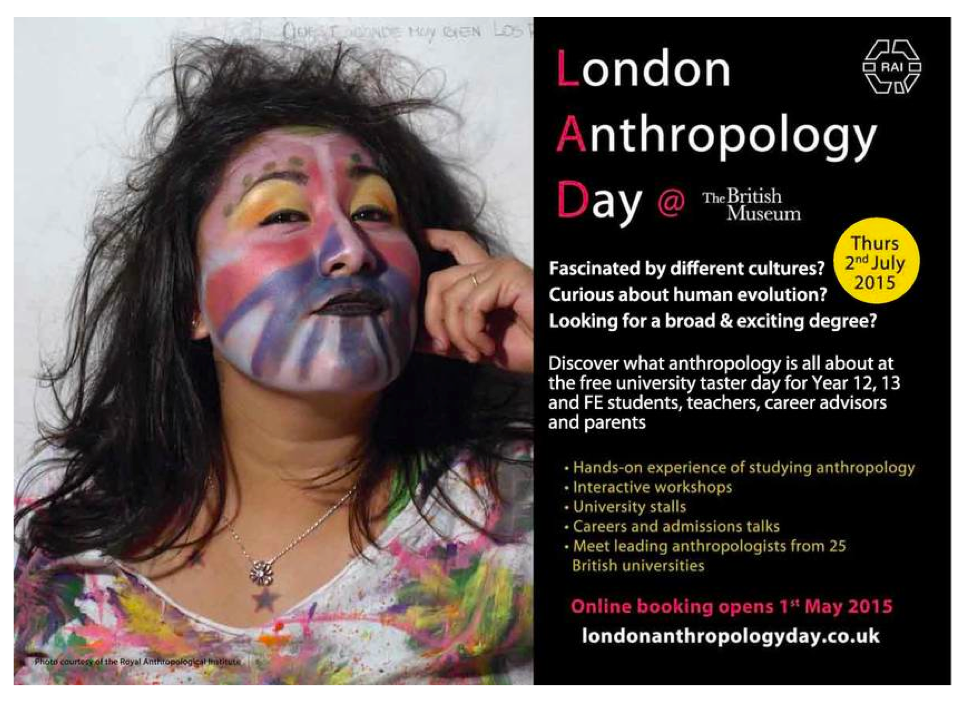 MUY BIEN LOS
London
RAI
Anthropology
Day @ The British
Museum
Thurs
2nd July
2015
Fascinated by different cultures?
Curious about human evolution?
Looking for a broad & exciting degree?
Discover what anthropology is all about at
the free university taster day for Year 12, 13
and FE students, teachers, career advisors
and parents
• Hands-on experience of studying anthropology
• Interactive workshops
• University stalls
• Careers and admissions talks
• Meet leading anthropologists from 25
British universities
Online booking opens 1st May 2015
londonanthropologyday.co.uk
Photo courtesy of the Royal Anthropological Institute